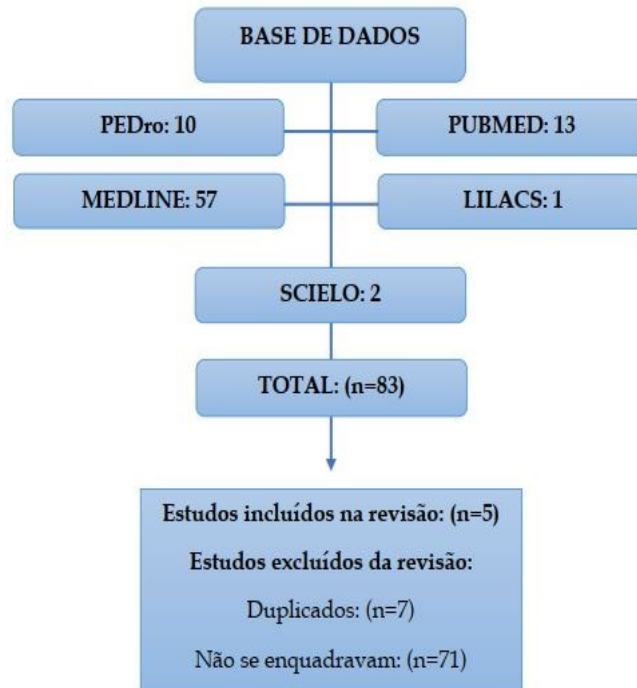 BASE DE DADOS
PEDro: 10
PUBMED: 13
MEDLINE: 57
LILACS: 1
SCIELO: 2
TOTAL: (n=83)
Estudos incluídos na revisão: (n=5)
Estudos excluídos da revisão:
Duplicados: (n=7)
Não se enquadravam: (n=71)